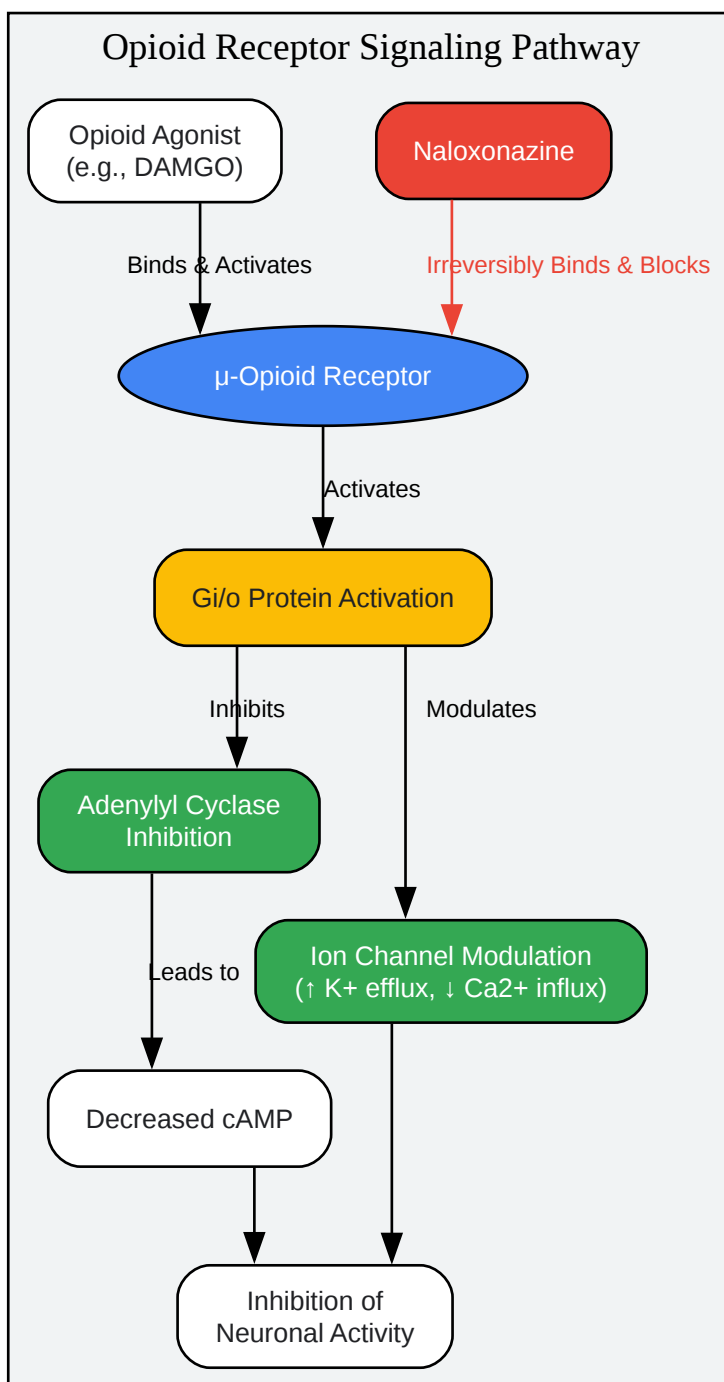 Opioid Receptor Signaling Pathway
Opioid Agonist
(e.g., DAMGO)
Naloxonazine
Binds & Activates
Irreversibly Binds & Blocks
μ-Opioid Receptor
Activates
Gi/o Protein Activation
Inhibits
Modulates
Adenylyl Cyclase
Inhibition
Ion Channel Modulation
(↑ K+ efflux, ↓ Ca2+ influx)
Leads to
Decreased cAMP
Inhibition of
Neuronal Activity